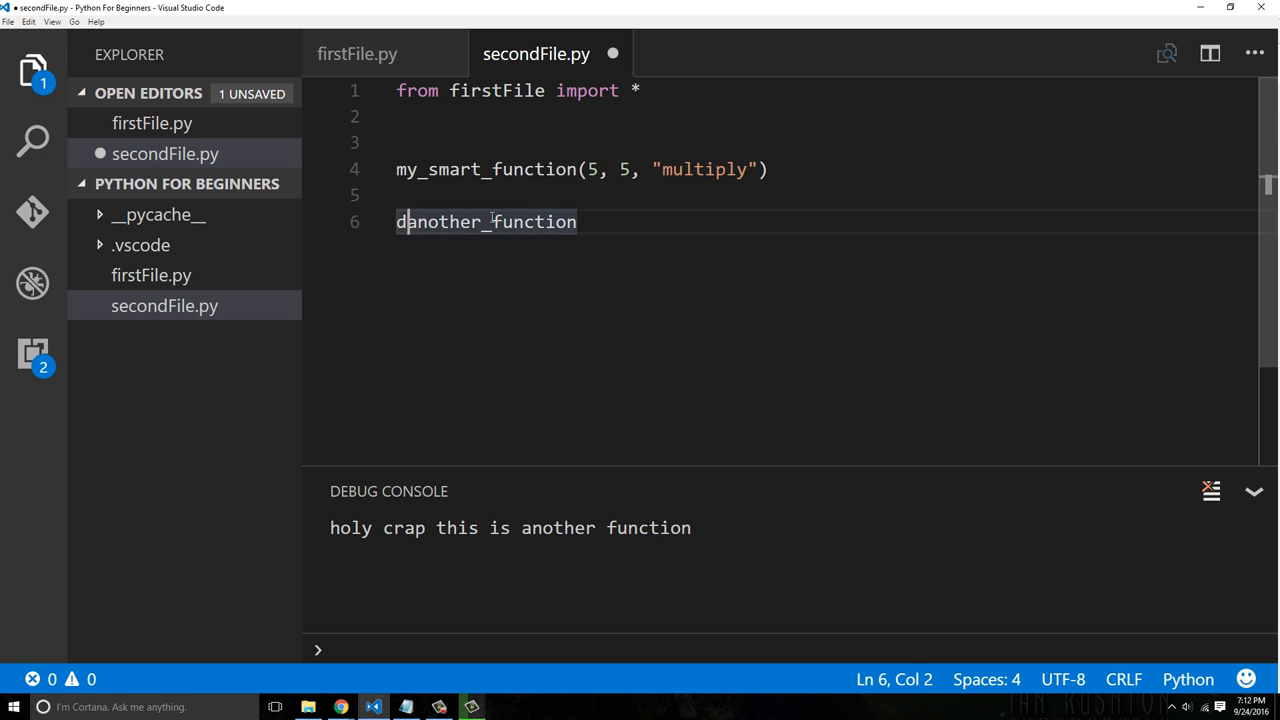 secondFile.py - Python For Beginners - Visual Studio Code
File Edit View Go Help
EXPLORER
OPEN EDITORS 1 UNSAVED
firstFile.py
secondFile.py
PYTHON FOR BEGINNERS
__pycache__
.vscode
firstFile.py
secondFile.py
1
2
firstFile.py secondFile.py
1 from firstFile import *
2
3
4 my_smart_function(5, 5, "multiply")
5
6 danother_function
DEBUG CONSOLE
holy crap this is another function
0 0 Ln 6, Col 2 Spaces: 4 UTF-8 CRLF Python
I'm Cortana. Ask me anything.
7:12 PM
9/24/2016